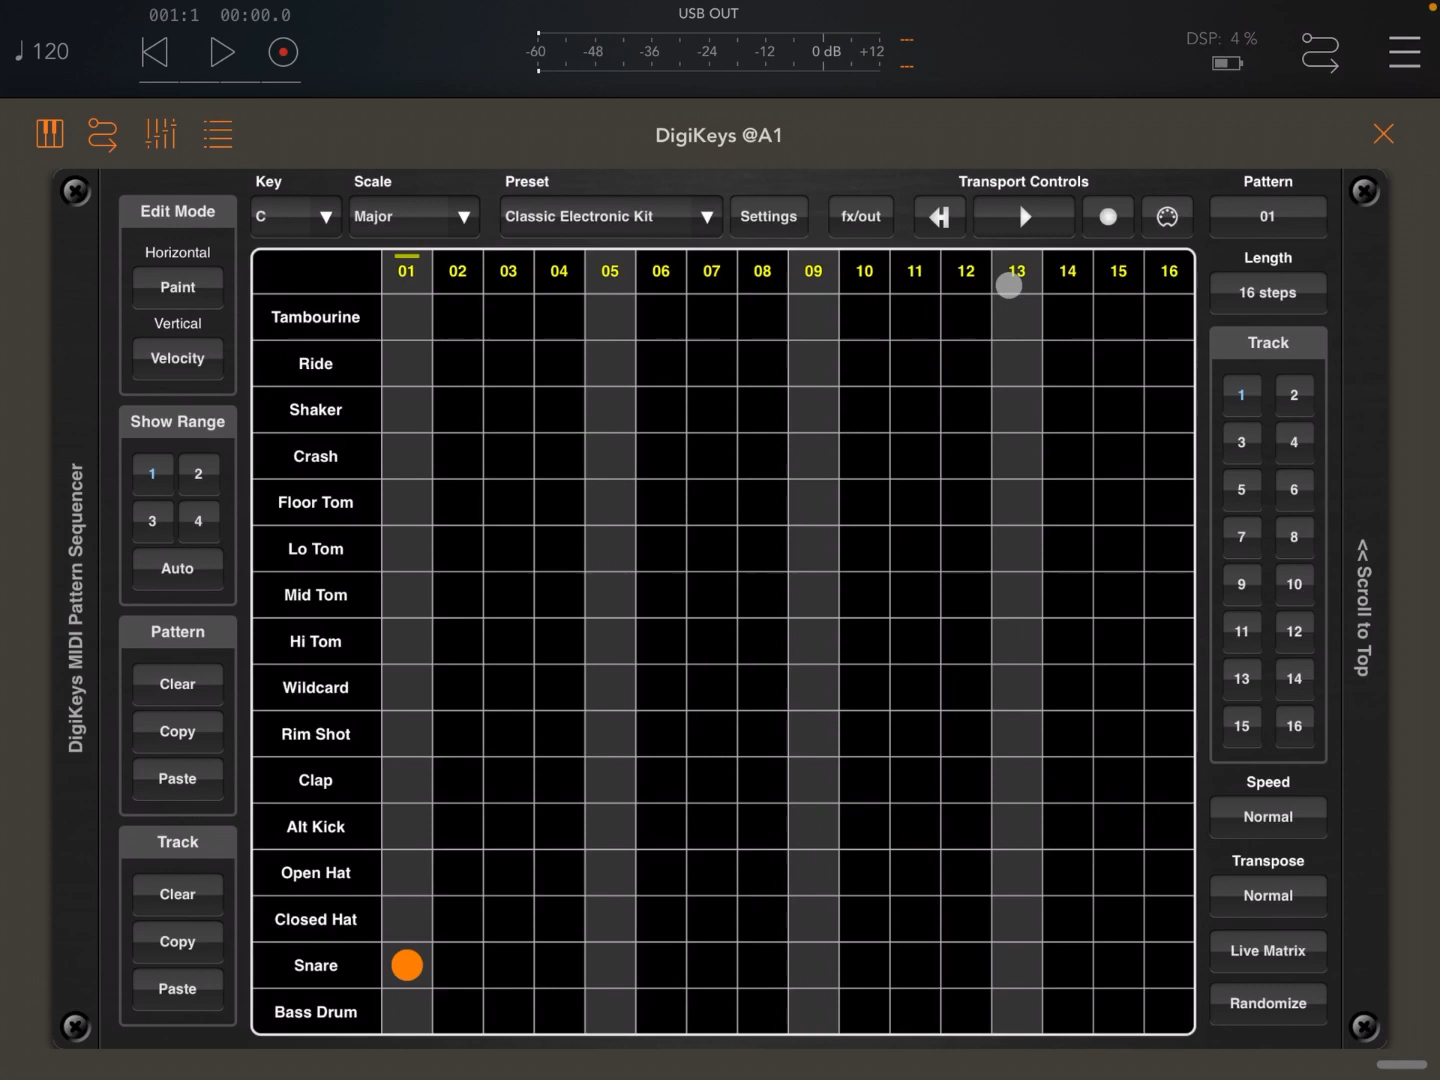 001:1 00:00.0
USB OUT
♩ 120
-60 -48 -36 -24 -12 0 dB +12
DSP: 4 %
DigiKeys @A1
Key Scale Preset Transport Controls Pattern
C Major Classic Electronic Kit Settings fx/out 01
Edit Mode
Horizontal
Paint
Vertical
Velocity
Show Range
1 2
3 4
Auto
Pattern
Clear
Copy
Paste
Track
Clear
Copy
Paste
DigiKeys MIDI Pattern Sequencer
01 02 03 04 05 06 07 08 09 10 11 12 13 14 15 16
Tambourine
Ride
Shaker
Crash
Floor Tom
Lo Tom
Mid Tom
Hi Tom
Wildcard
Rim Shot
Clap
Alt Kick
Open Hat
Closed Hat
Snare
Bass Drum
Length
16 steps
Track
1 2
3 4
5 6
7 8
9 10
11 12
13 14
15 16
Speed
Normal
Transpose
Normal
Live Matrix
Randomize
<< Scroll to Top